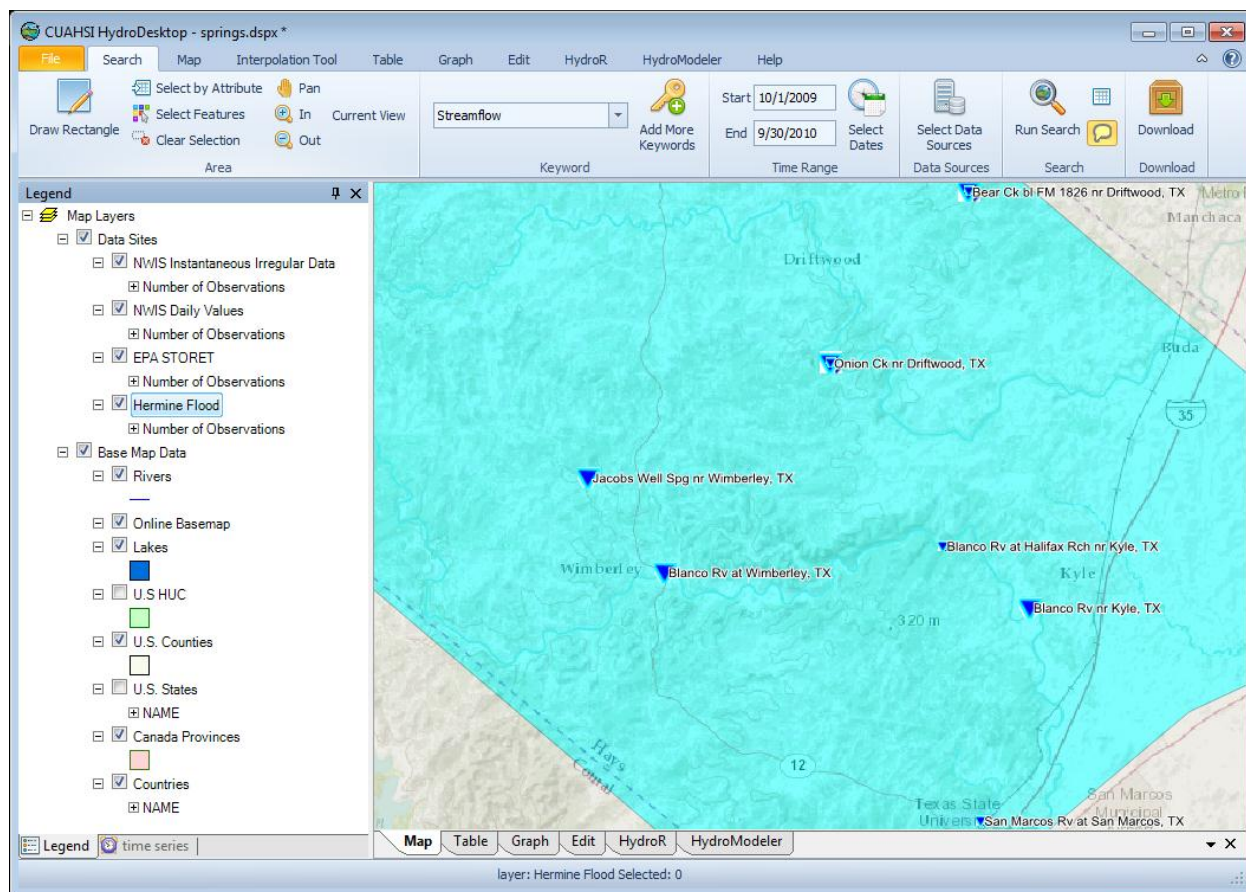 CUAHSI HydroDesktop - springs.dspx *
File Search Map Interpolation Tool Table Graph Edit HydroR HydroModeler Help
Draw Rectangle
Select by Attribute
Select Features
Clear Selection
Pan
In
Out
Current View
Area
Streamflow
Add More
Keywords
Keyword
Start 10/1/2009
End 9/30/2010
Select
Dates
Time Range
Select Data
Sources
Data Sources
Run Search
Search
Download
Download
Legend
Map Layers
Data Sites
NWIS Instantaneous Irregular Data
Number of Observations
NWIS Daily Values
Number of Observations
EPA STORET
Number of Observations
Hermine Flood
Number of Observations
Base Map Data
Rivers
Online Basemap
Lakes
U.S HUC
U.S. Counties
U.S. States
NAME
Canada Provinces
Countries
NAME
Legend time series
Bear Ck bl FM 1826 nr Driftwood, TX
Metro
Manchaca
Driftwood
Buda
Onion Ck nr Driftwood, TX
35
Jacobs Well Spg nr Wimberley, TX
Blanco Rv at Halifax Rch nr Kyle, TX
Wimberley
Blanco Rv at Wimberley, TX
Kyle
Blanco Rv nr Kyle, TX
320 m
Hays
Comal
12
San Marcos
Municipal
Texas State
San Marcos Rv at San Marcos, TX
Map Table Graph Edit HydroR HydroModeler
layer: Hermine Flood Selected: 0